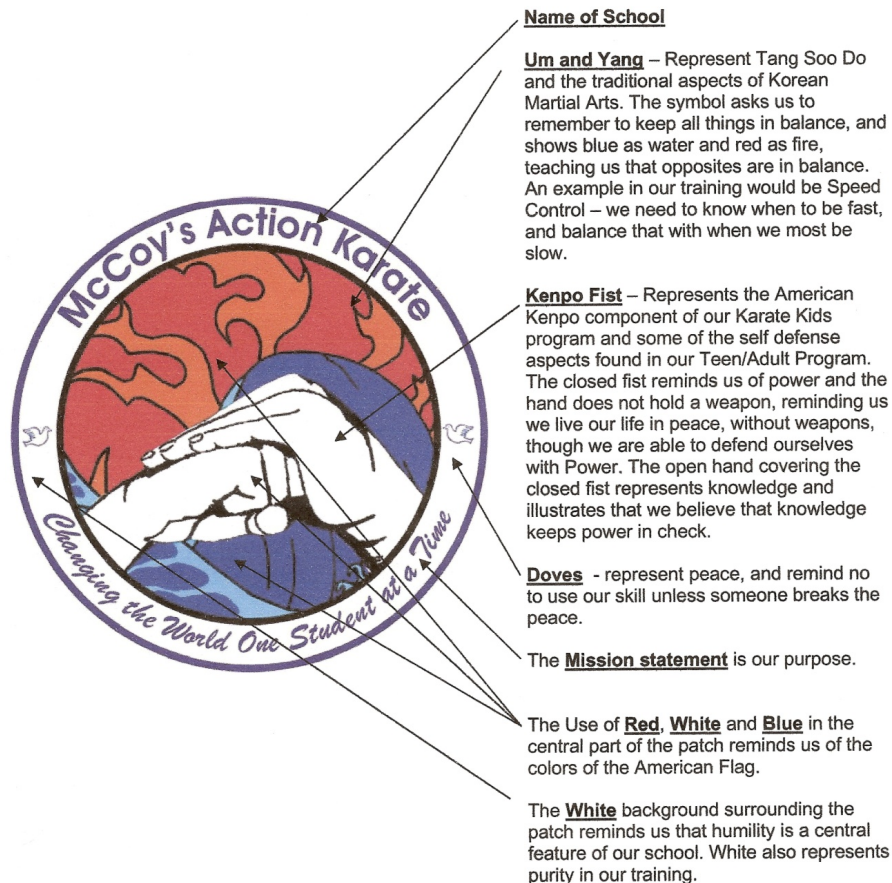 McCoy's Action Karate
Changing the World One Student at a Time
Name of School
Um and Yang – Represent Tang Soo Do
and the traditional aspects of Korean
Martial Arts. The symbol asks us to
remember to keep all things in balance, and
shows blue as water and red as fire,
teaching us that opposites are in balance.
An example in our training would be Speed
Control – we need to know when to be fast,
and balance that with when we most be
slow.
Kenpo Fist – Represents the American
Kenpo component of our Karate Kids
program and some of the self defense
aspects found in our Teen/Adult Program.
The closed fist reminds us of power and the
hand does not hold a weapon, reminding us
we live our life in peace, without weapons,
though we are able to defend ourselves
with Power. The open hand covering the
closed fist represents knowledge and
illustrates that we believe that knowledge
keeps power in check.
Doves - represent peace, and remind no
to use our skill unless someone breaks the
peace.
The Mission statement is our purpose.
The Use of Red, White and Blue in the
central part of the patch reminds us of the
colors of the American Flag.
The White background surrounding the
patch reminds us that humility is a central
feature of our school. White also represents
purity in our training.